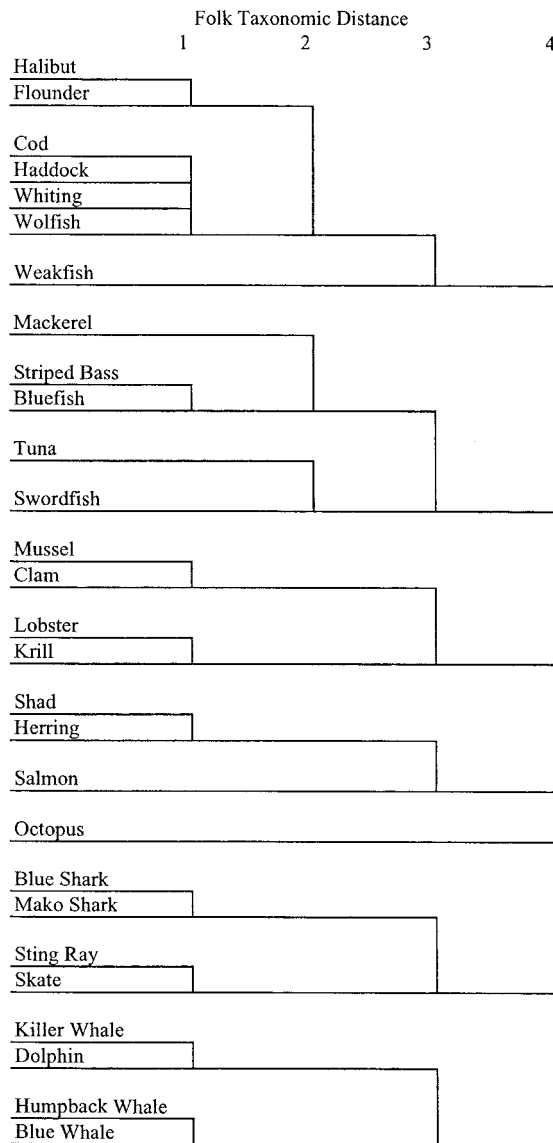 Folk Taxonomic Distance
1 2 3 4
Halibut
Flounder
Cod
Haddock
Whiting
Wolfish
Weakfish
Mackerel
Striped Bass
Bluefish
Tuna
Swordfish
Mussel
Clam
Lobster
Krill
Shad
Herring
Salmon
Octopus
Blue Shark
Mako Shark
Sting Ray
Skate
Killer Whale
Dolphin
Humpback Whale
Blue Whale